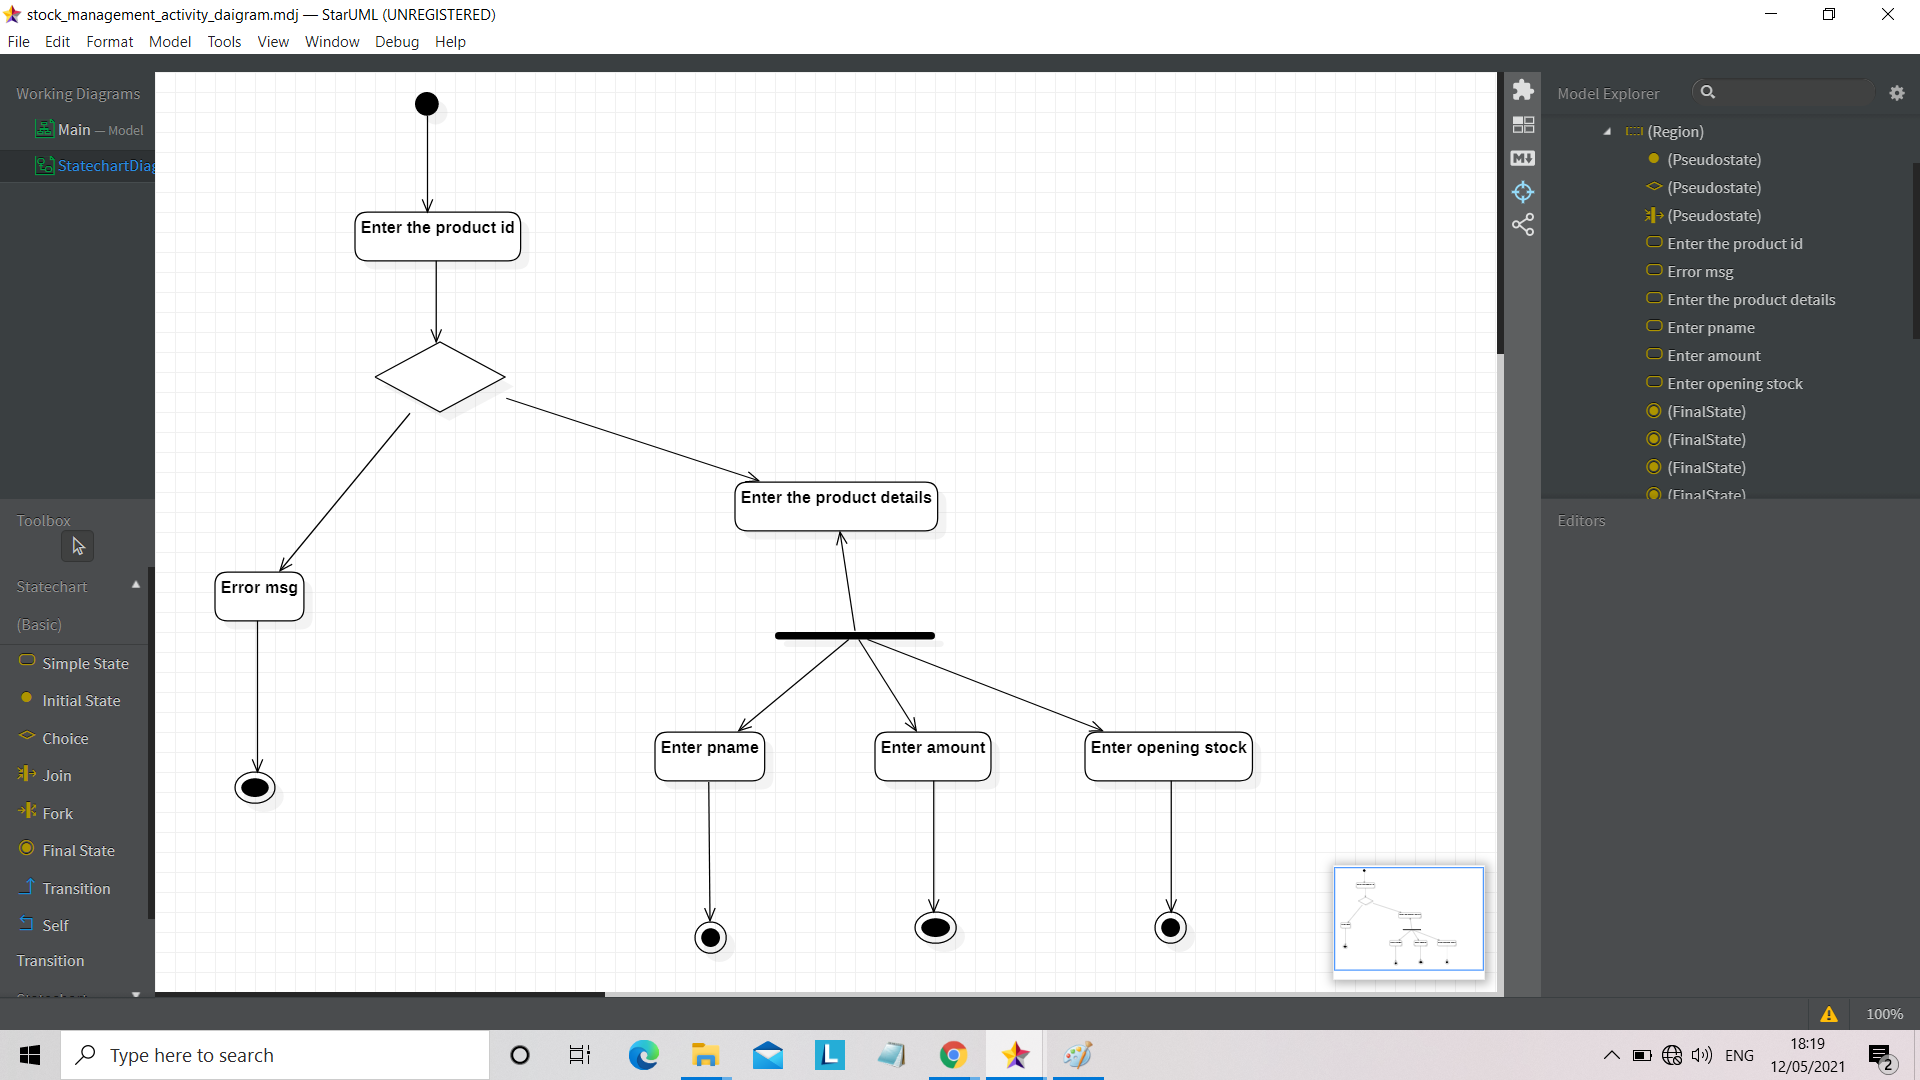 stock_management_activity_daigram.mdj — StarUML (UNREGISTERED)
File Edit Format Model Tools View Window Debug Help
Working Diagrams
Main — Model
StatechartDiag
Toolbox
Statechart
(Basic)
Simple State
Initial State
Choice
Join
Fork
Final State
Transition
Self
Transition
Enter the product id
Enter the product details
Error msg
Enter pname
Enter amount
Enter opening stock
M
Model Explorer
(Region)
(Pseudostate)
(Pseudostate)
(Pseudostate)
Enter the product id
Error msg
Enter the product details
Enter pname
Enter amount
Enter opening stock
(FinalState)
(FinalState)
(FinalState)
(FinalState)
Editors
100%
Type here to search
L
ENG
18:19
12/05/2021
2